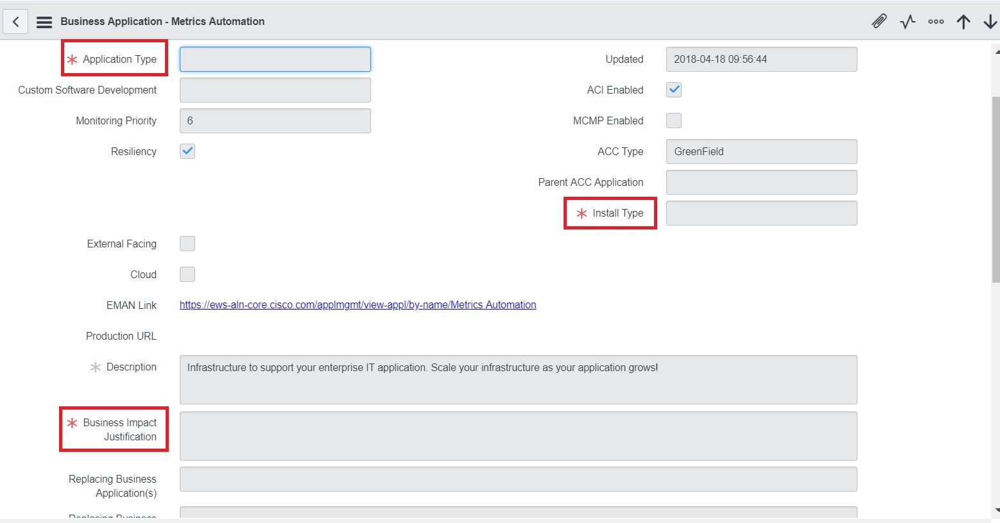 Business Application - Metrics Automation
Application Type
Updated 2018-04-18 09:56:44
Custom Software Development
ACI Enabled
Monitoring Priority 6
MCMP Enabled
Resiliency
ACC Type GreenField
Parent ACC Application
Install Type
External Facing
Cloud
EMAN Link https://ews-aln-core.cisco.com/applmgmt/view-appl/by-name/Metrics Automation
Production URL
Description Infrastructure to support your enterprise IT application. Scale your infrastructure as your application grows!
Business Impact
Justification
Replacing Business
Application(s)
Replacing Business